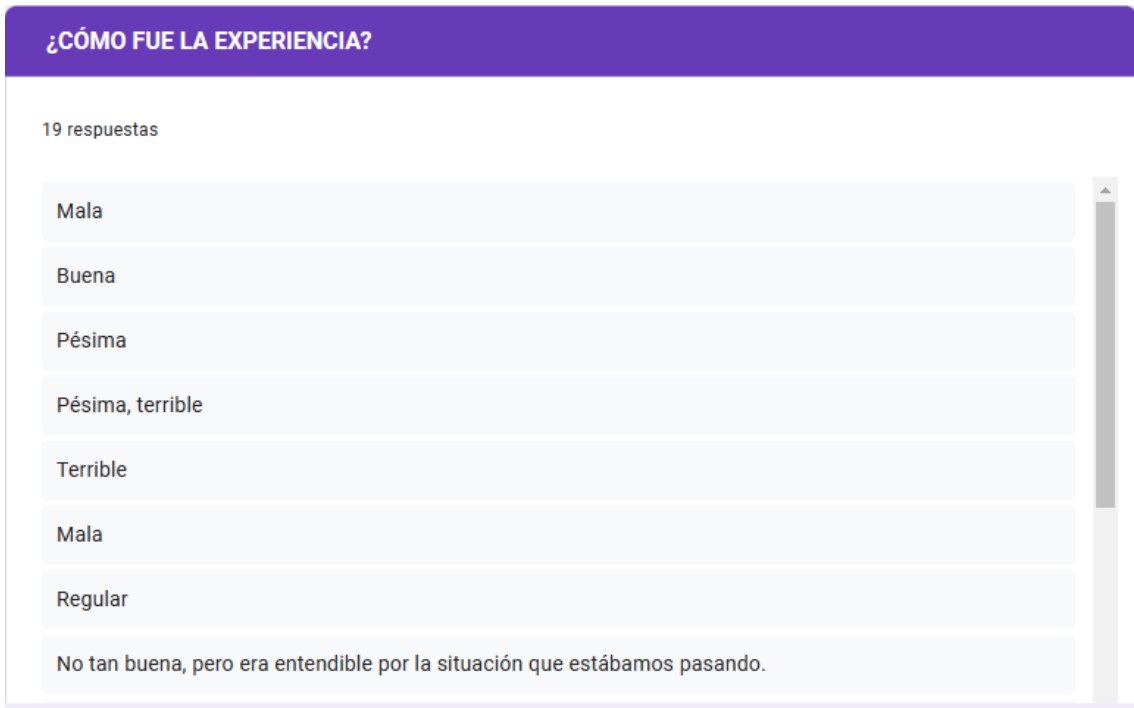 ¿CÓMO FUE LA EXPERIENCIA?
19 respuestas
Mala
Buena
Pésima
Pésima, terrible
Terrible
Mala
Regular
No tan buena, pero era entendible por la situación que estábamos pasando.